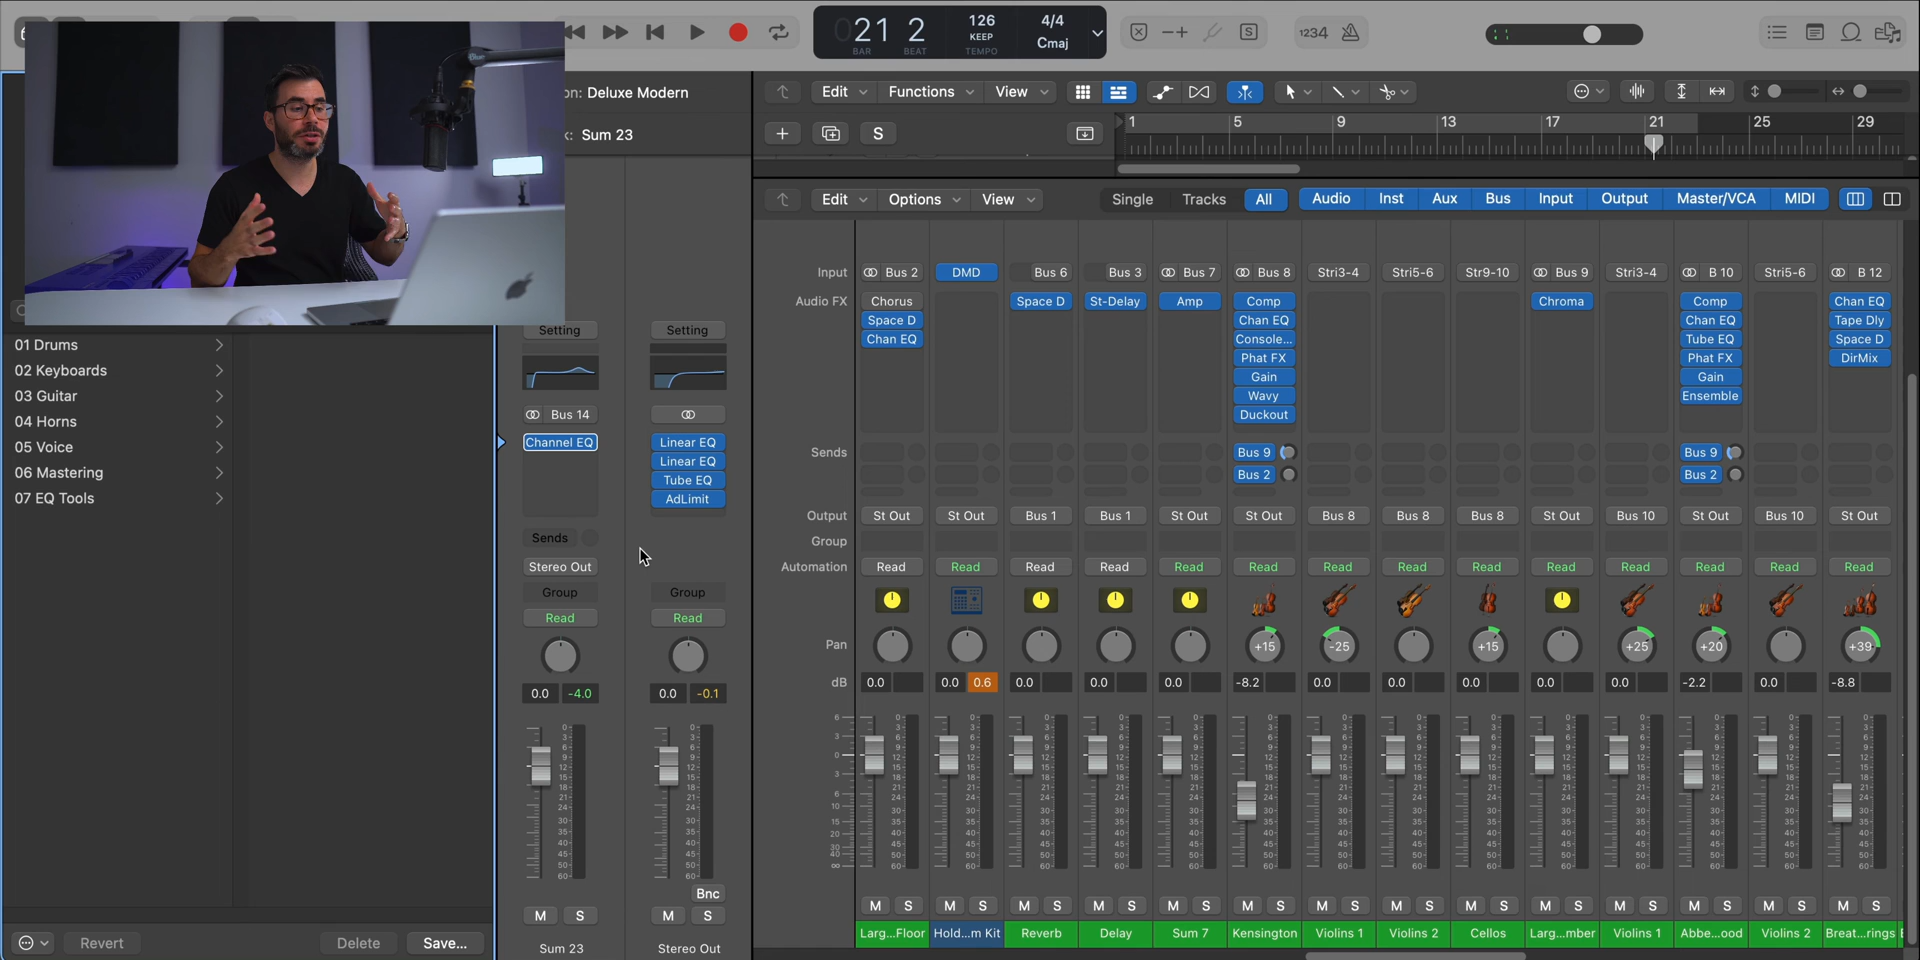 21 2
BAR BEAT
126
KEEP
TEMPO
4/4
Cmaj
1234
Deluxe Modern
Sum 23
Edit Functions View
S
1 5 9 13 17 21 25 29
Edit Options View
Single Tracks All Audio Inst Aux Bus Input Output Master/VCA MIDI
Input Bus 2 DMD Bus 6 Bus 3 Bus 7 Bus 8 Stri3-4 Stri5-6 Str9-10 Bus 9 Stri3-4 B 10 Stri5-6 B 12
Audio FX Chorus Space D St-Delay Amp Comp Chroma Comp Chan EQ
Space D Chan EQ Chan EQ Tape Dly
Chan EQ Console... Tube EQ Space D
Phat FX Phat FX DirMix
Gain Gain
Wavy Ensemble
Duckout
Sends Bus 9 Bus 9
Bus 2 Bus 2
Output St Out St Out Bus 1 Bus 1 St Out St Out Bus 8 Bus 8 Bus 8 St Out Bus 10 St Out Bus 10 St Out
Group
Automation Read Read Read Read Read Read Read Read Read Read Read Read Read Read
Pan +15 -25 +15 +25 +20 +39
dB 0.0 0.0 0.6 0.0 0.0 0.0 -8.2 0.0 0.0 0.0 0.0 0.0 -2.2 0.0 -8.8
M S M S M S M S M S M S M S M S M S M S M S M S M S M S
Larg...Floor Hold...m Kit Reverb Delay Sum 7 Kensington Violins 1 Violins 2 Cellos Larg...mber Violins 1 Abbe...ood Violins 2 Breat...rings
01 Drums
02 Keyboards
03 Guitar
04 Horns
05 Voice
06 Mastering
07 EQ Tools
Revert Delete Save...
Setting Setting
Bus 14
Channel EQ Linear EQ
Linear EQ
Tube EQ
AdLimit
Sends
Stereo Out
Group Group
Read Read
0.0 -4.0 0.0 -0.1
Bnc
M S M S
Sum 23 Stereo Out